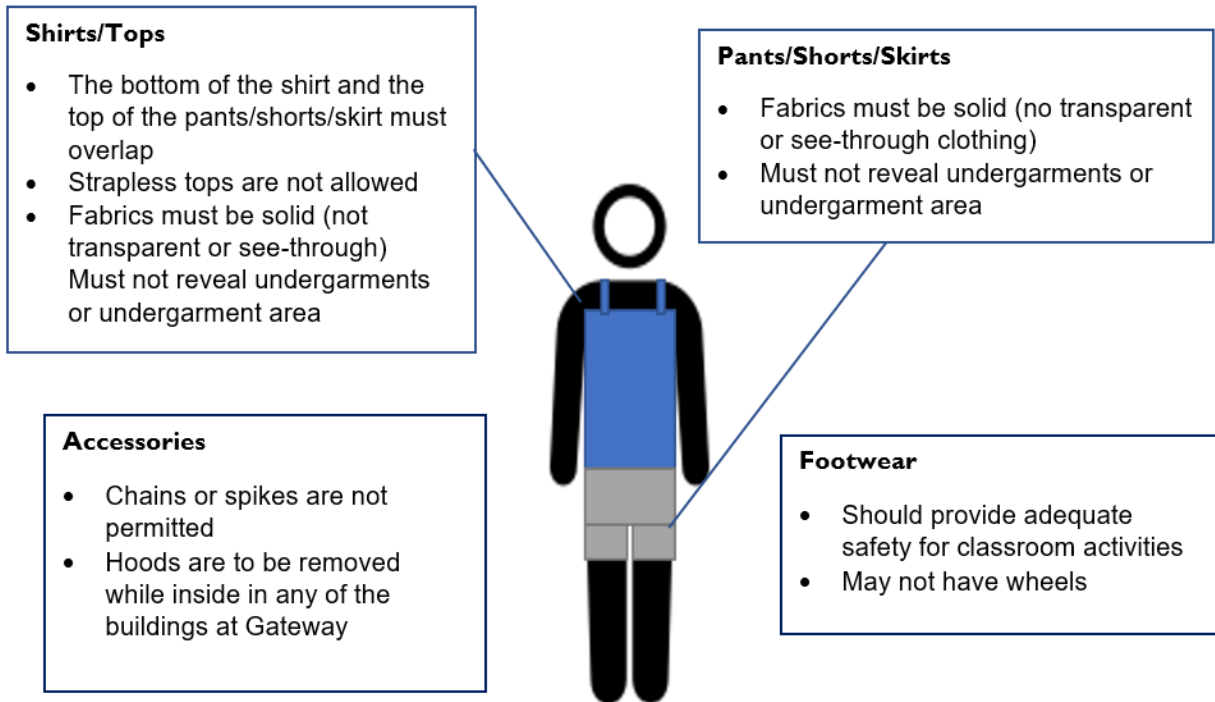 Shirts/Tops
• The bottom of the shirt and the
top of the pants/shorts/skirt must
overlap
• Strapless tops are not allowed
• Fabrics must be solid (not
transparent or see-through)
Must not reveal undergarments
or undergarment area
Pants/Shorts/Skirts
• Fabrics must be solid (no transparent
or see-through clothing)
• Must not reveal undergarments or
undergarment area
Accessories
• Chains or spikes are not
permitted
• Hoods are to be removed
while inside in any of the
buildings at Gateway
Footwear
• Should provide adequate
safety for classroom activities
• May not have wheels